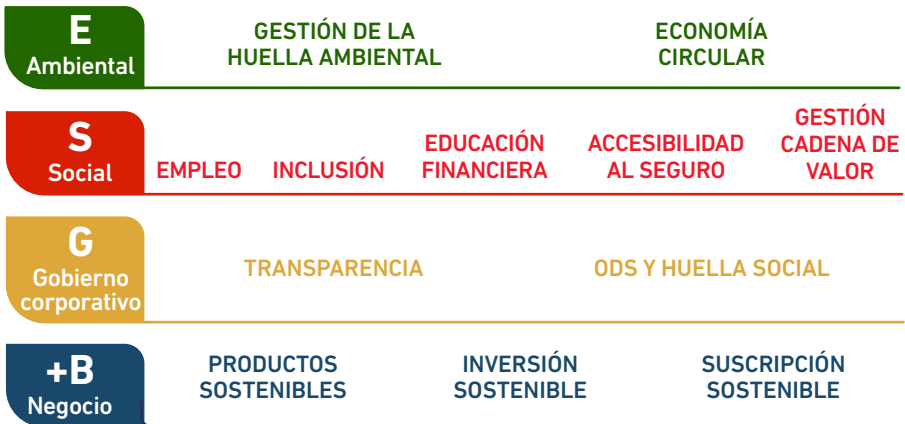 E
Ambiental
GESTIÓN DE LA
HUELLA AMBIENTAL
ECONOMÍA
CIRCULAR
S
Social
EMPLEO
INCLUSIÓN
EDUCACIÓN
FINANCIERA
ACCESIBILIDAD
AL SEGURO
GESTIÓN
CADENA DE
VALOR
G
Gobierno
corporativo
TRANSPARENCIA
ODS Y HUELLA SOCIAL
+B
Negocio
PRODUCTOS
SOSTENIBLES
INVERSIÓN
SOSTENIBLE
SUSCRIPCIÓN
SOSTENIBLE